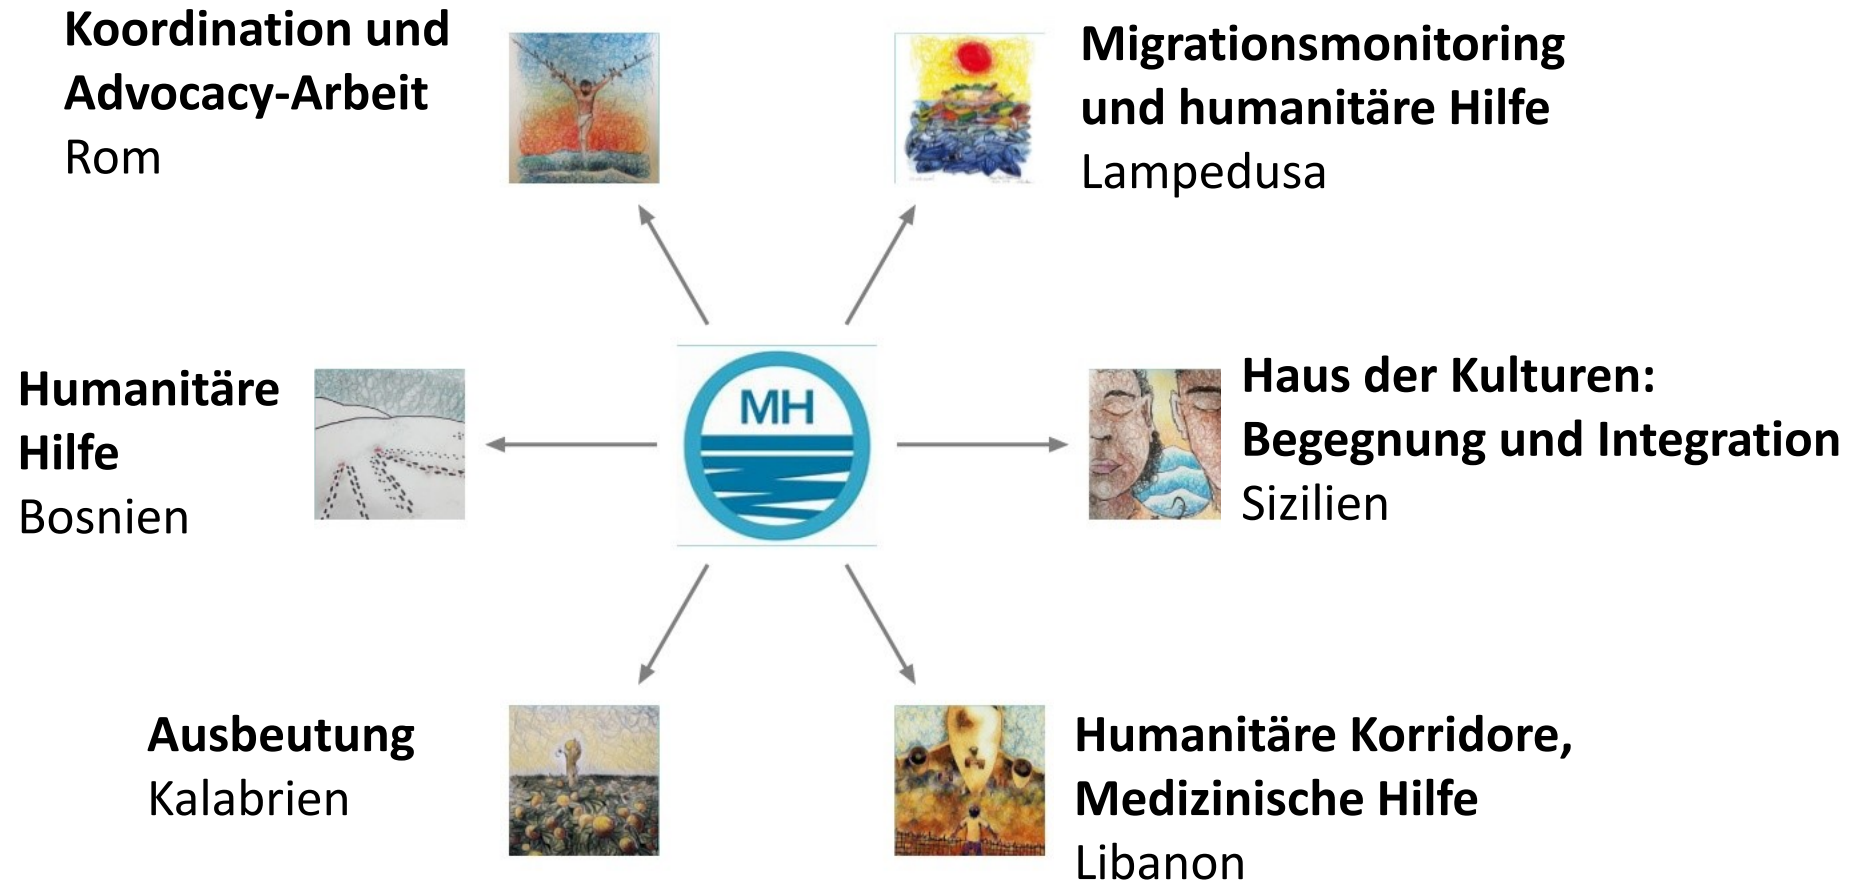 Koordination und
Advocacy-Arbeit
Rom
Migrationsmonitoring
und humanitäre Hilfe
Lampedusa
Humanitäre
Hilfe
Bosnien
MH
Haus der Kulturen:
Begegnung und Integration
Sizilien
Ausbeutung
Kalabrien
Humanitäre Korridore,
Medizinische Hilfe
Libanon